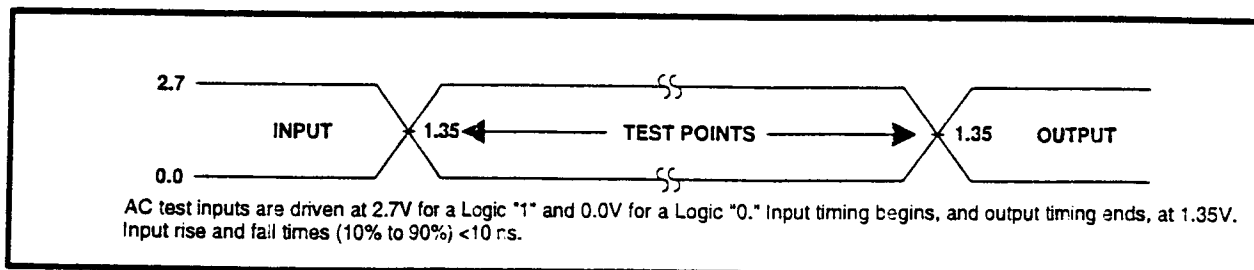 2.7
INPUT 1.35 TEST POINTS 1.35 OUTPUT
0.0
AC test inputs are driven at 2.7V for a Logic "1" and 0.0V for a Logic "0." Input timing begins, and output timing ends, at 1.35V.
Input rise and fall times (10% to 90%) <10 ns.